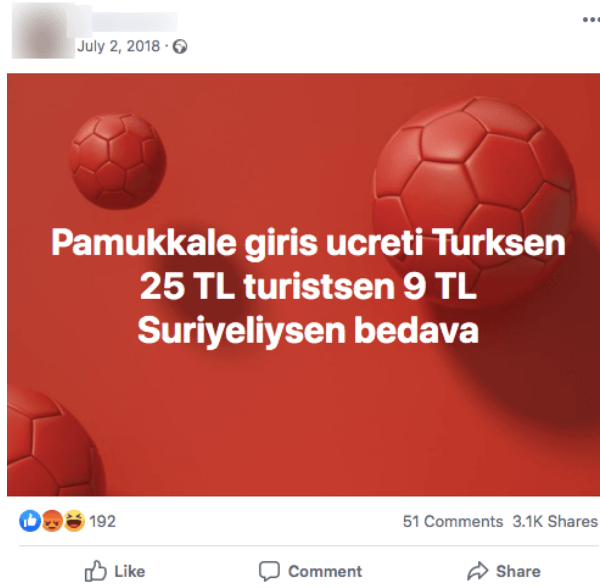 July 2, 2018 ·
Pamukkale giris ucreti Turksen
25 TL turistsen 9 TL
Suriyeliysen bedava
192
51 Comments 3.1K Shares
Like Comment Share